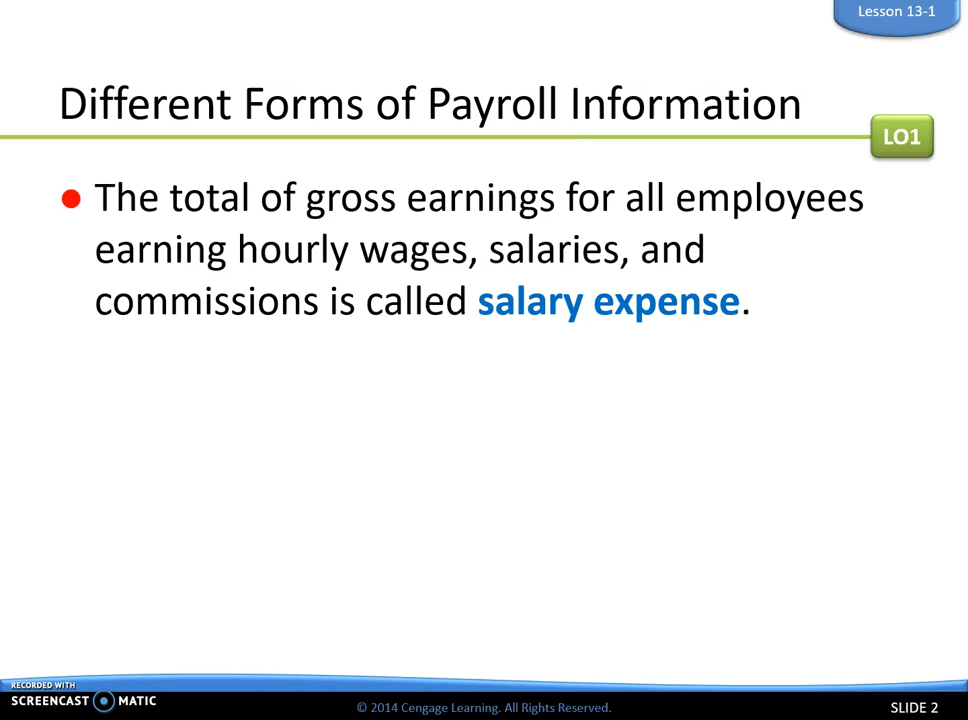 Lesson 13-1
Different Forms of Payroll Information
LO1
● The total of gross earnings for all employees
earning hourly wages, salaries, and
commissions is called salary expense.
RECORDED WITH
SCREENCAST MATIC
© 2014 Cengage Learning. All Rights Reserved.
SLIDE 2